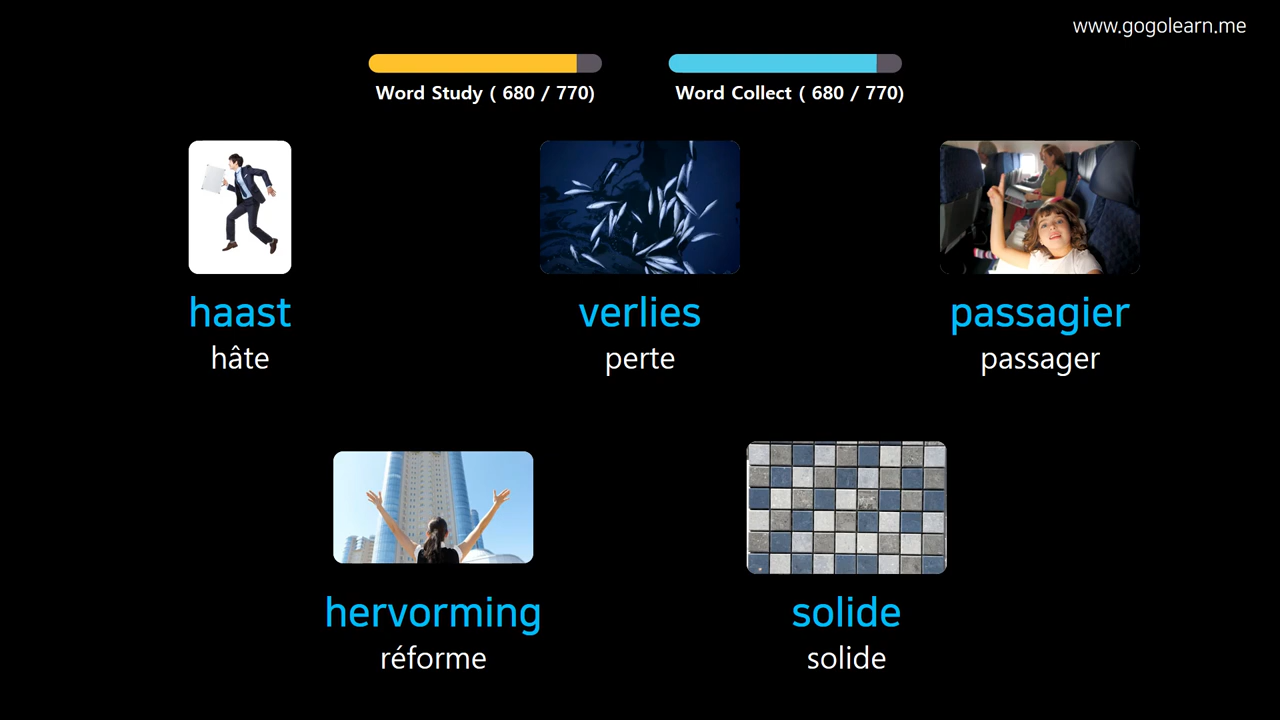 www.gogolearn.me
Word Study ( 680 / 770)
Word Collect ( 680 / 770)
haast
verlies
passagier
hâte
perte
passager
hervorming
solide
réforme
solide